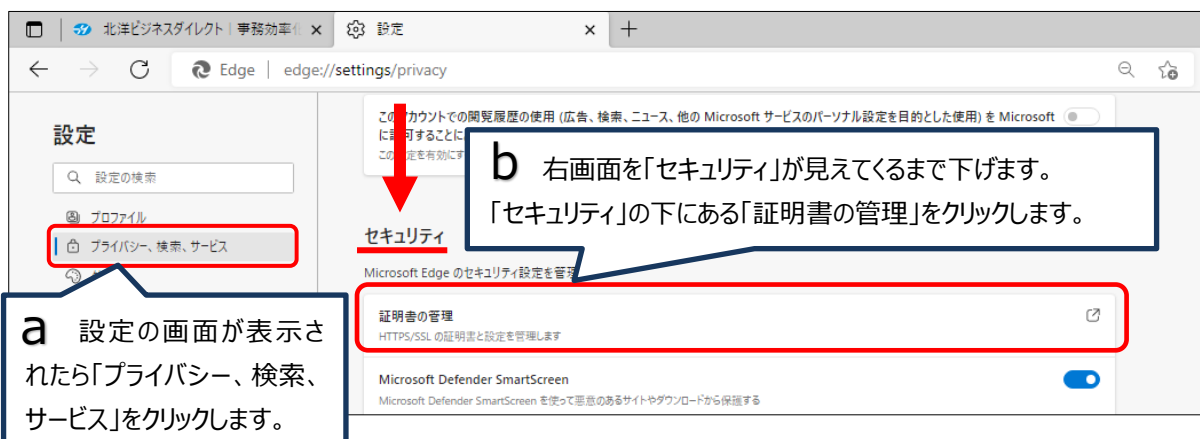 北洋ビジネスダイレクト｜事務効率化
設定
Edge | edge://settings/privacy
設定
設定の検索
プロファイル
プライバシー、検索、サービス
このアカウントでの閲覧履歴の使用 (広告、検索、ニュース、他の Microsoft サービスのパーソナル設定を目的とした使用) を Microsoft
に許可することに
b 右画面を「セキュリティ」が見えてくるまで下げます。
「セキュリティ」の下にある「証明書の管理」をクリックします。
セキュリティ
Microsoft Edge のセキュリティ設定を管理
証明書の管理
HTTPS/SSL の証明書と設定を管理します
Microsoft Defender SmartScreen
Microsoft Defender SmartScreen を使って悪意のあるサイトやダウンロードから保護する
a 設定の画面が表示さ
れたら「プライバシー、検索、
サービス」をクリックします。